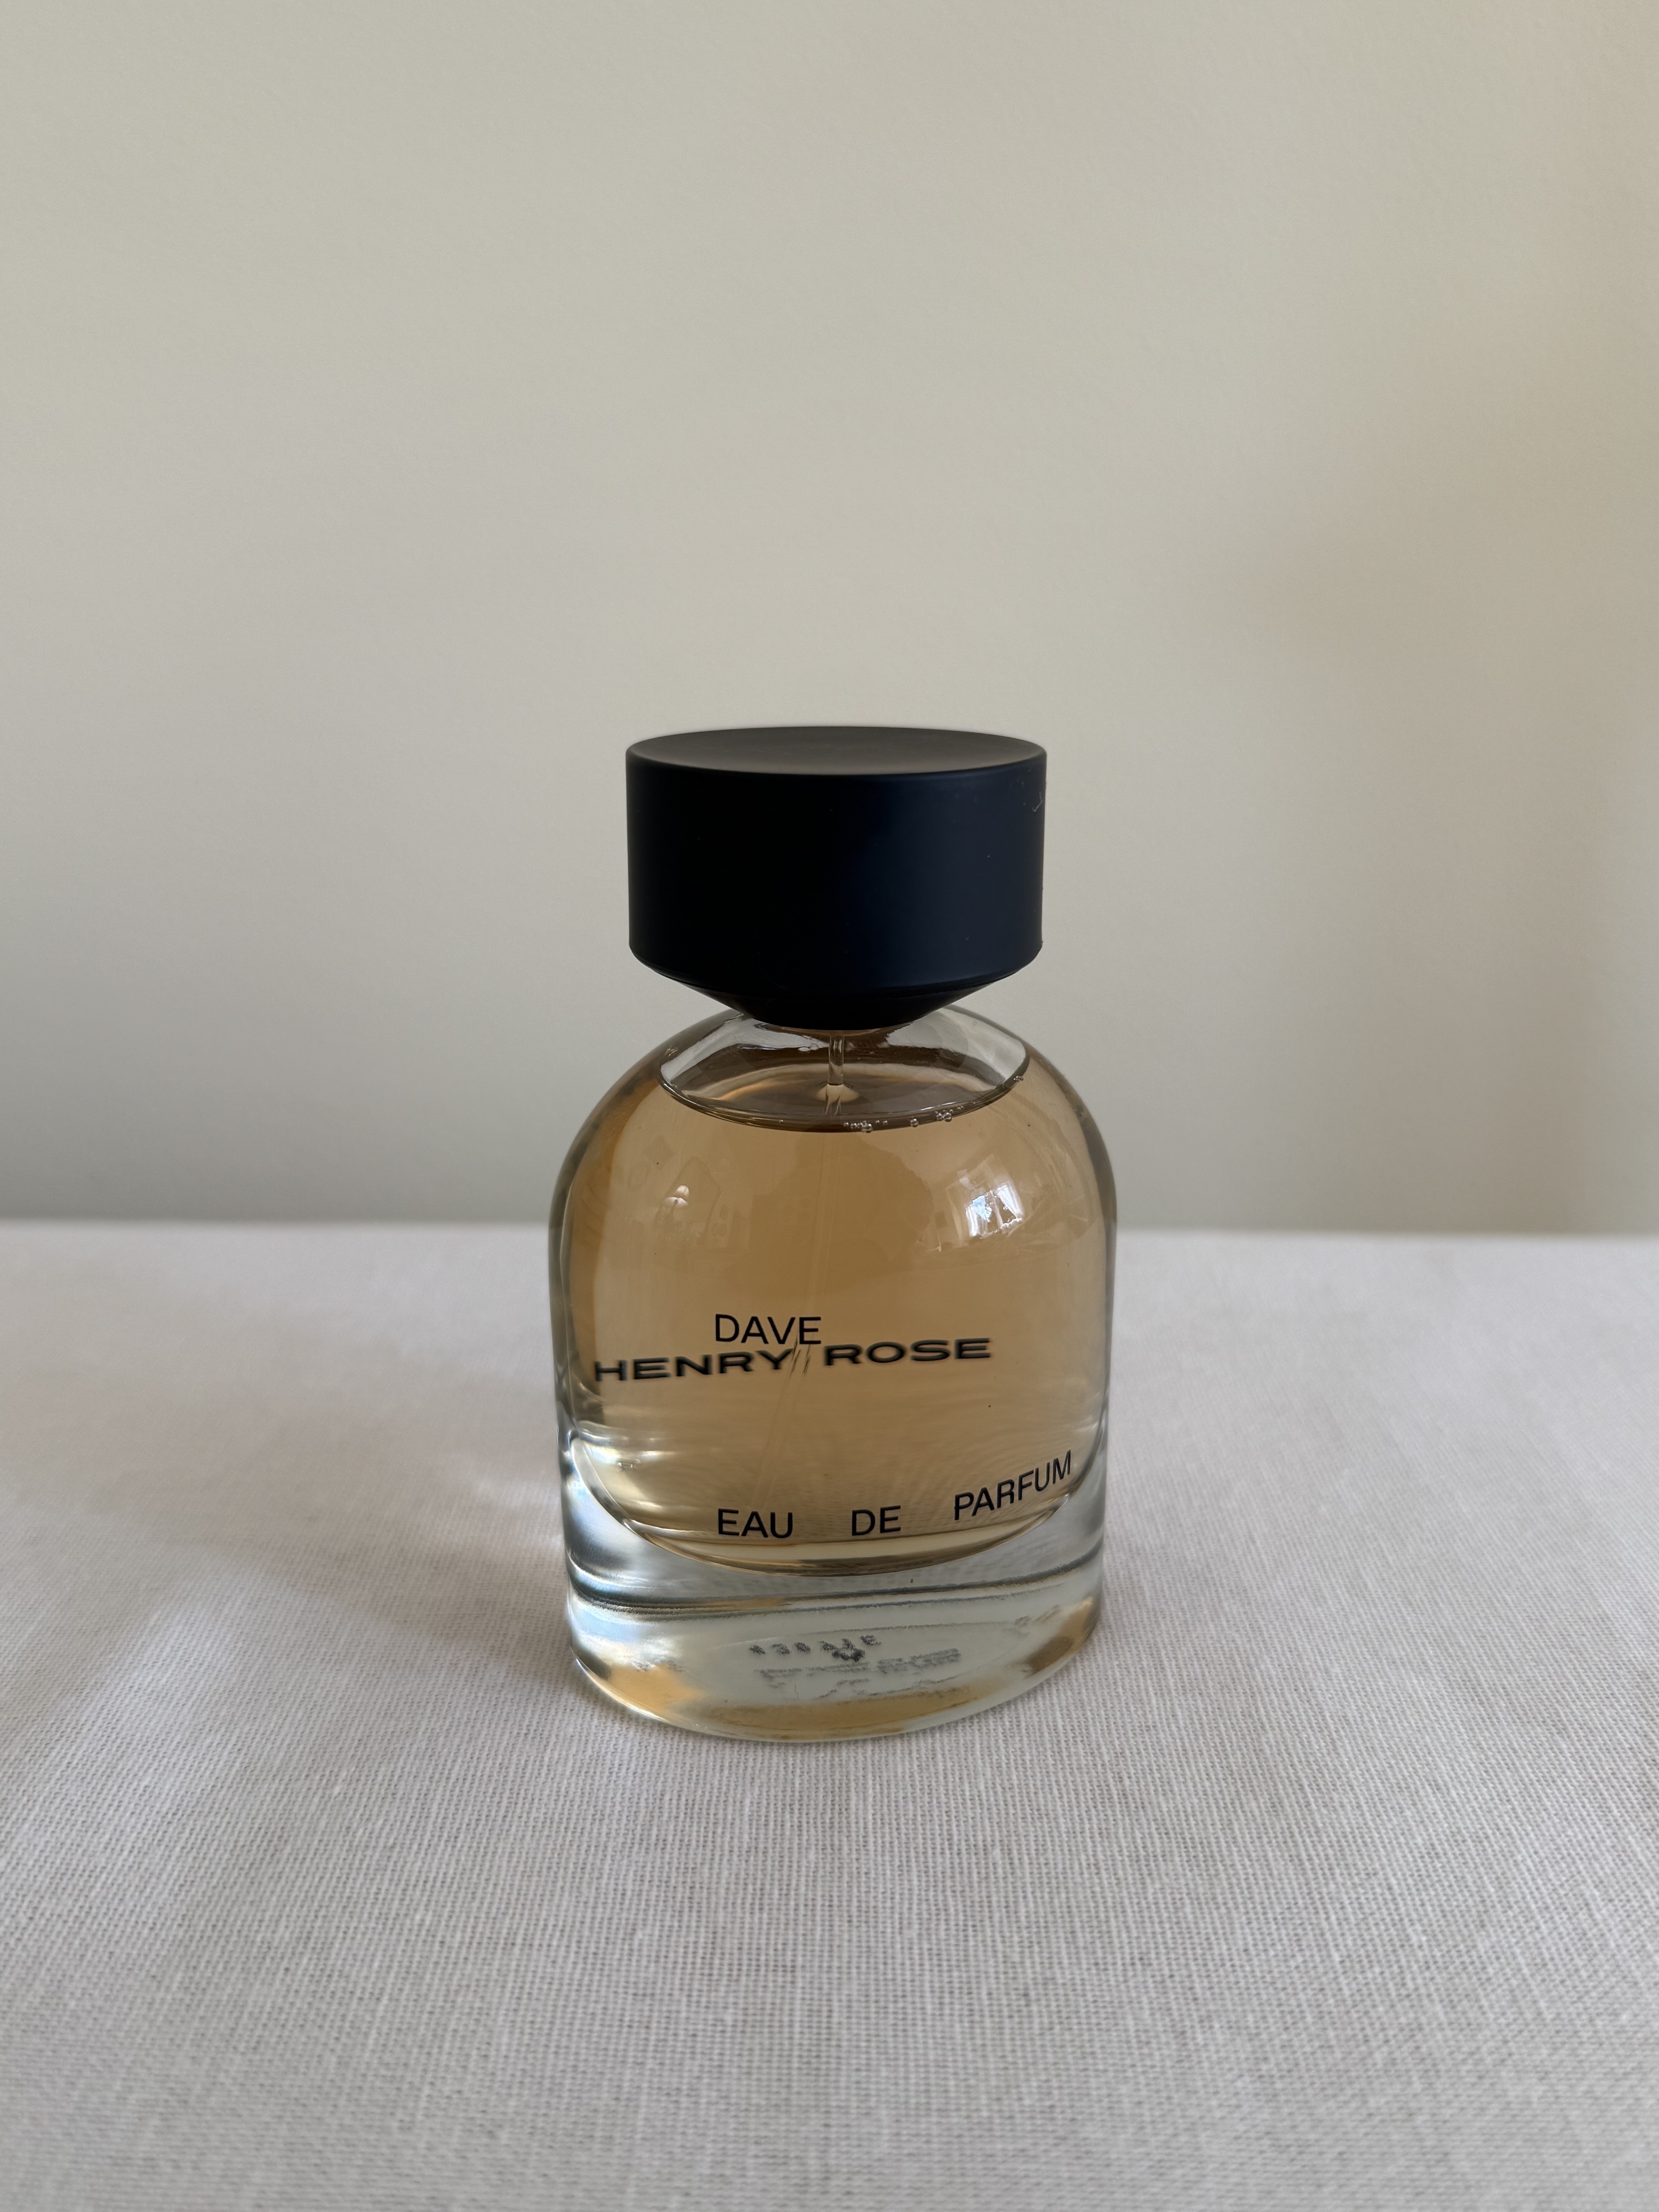 DAVE
HENRY // ROSE
EAU DE PARFUM